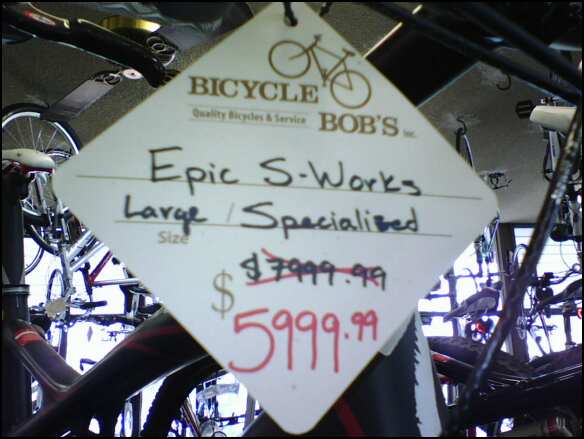 BICYCLE
Quality Bicycles & Service BOB'S Inc.
Epic S-Works
Large / Specialized
Size
$7999.99
$
5999.99